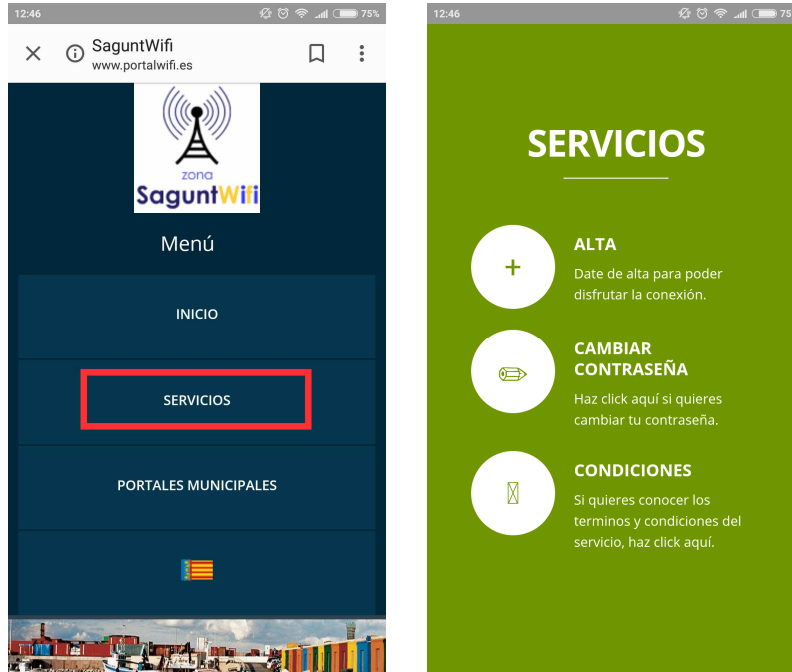 12:46
75%
SaguntWifi
www.portalwifi.es
zona
SaguntWifi
Menú
INICIO
SERVICIOS
PORTALES MUNICIPALES
12:46
75
SERVICIOS
ALTA
Date de alta para poder
disfrutar la conexión.
CAMBIAR
CONTRASEÑA
Haz click aquí si quieres
cambiar tu contraseña.
CONDICIONES
Si quieres conocer los
terminos y condiciones del
servicio, haz click aquí.